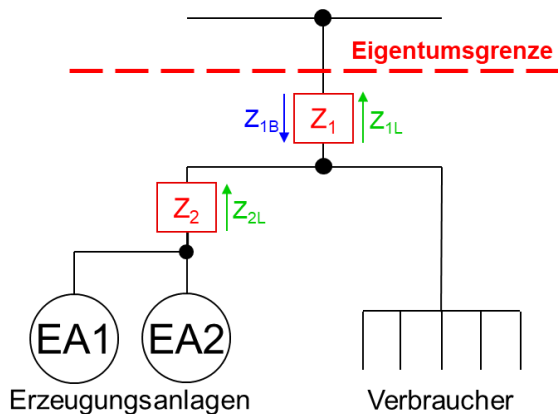 Eigentumsgrenze
Z1B Z1 Z1L
Z2 Z2L
EA1 EA2
Erzeugungsanlagen Verbraucher